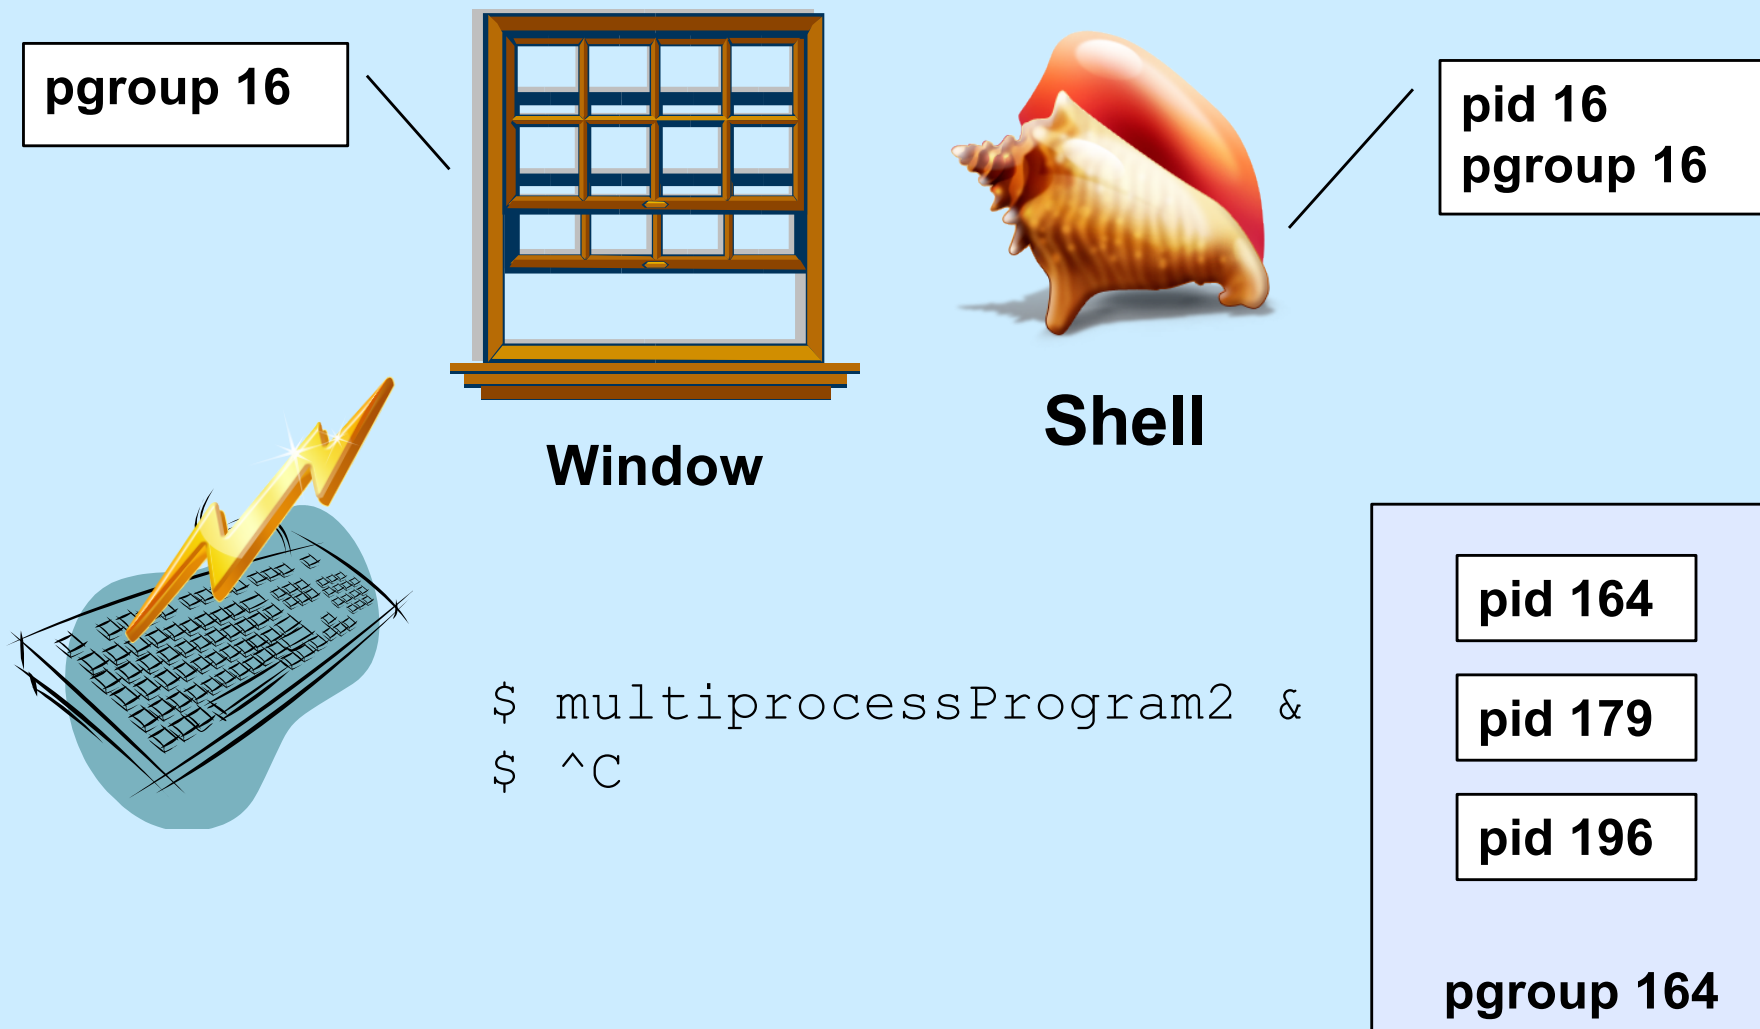 pgroup 16
pid 16
pgroup 16
Window
Shell
$ multiprocessProgram2 &
$ ^C
pid 164
pid 179
pid 196
pgroup 164